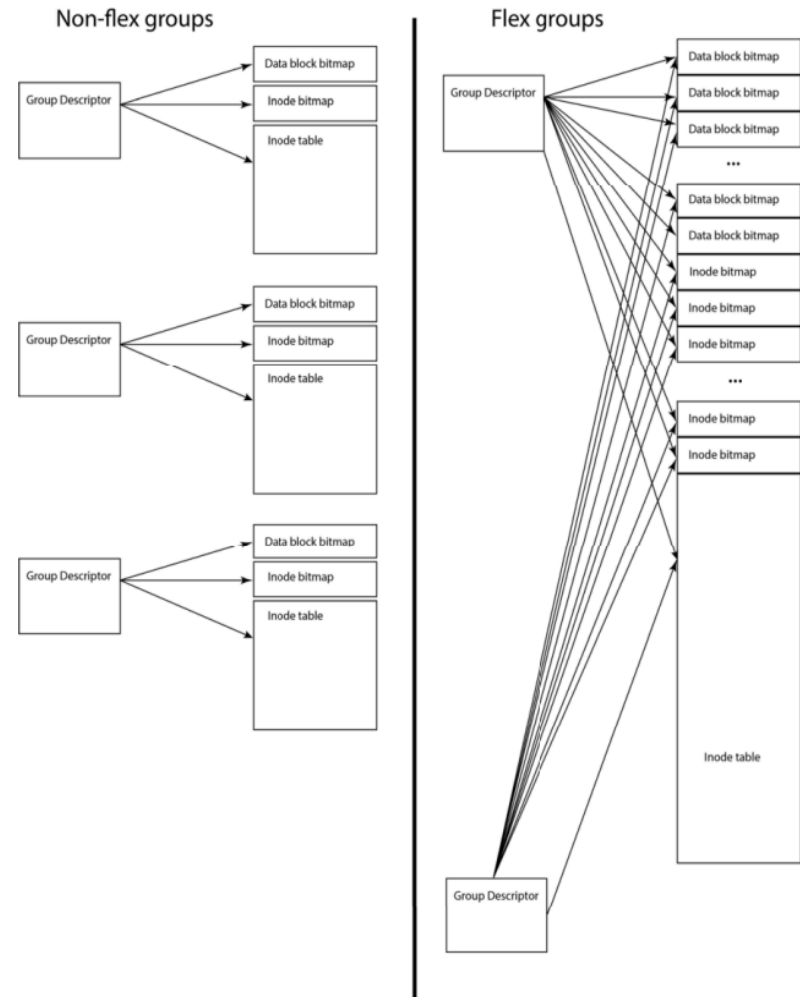 Non-flex groups
Group Descriptor
Data block bitmap
Inode bitmap
Inode table
Group Descriptor
Data block bitmap
Inode bitmap
Inode table
Group Descriptor
Data block bitmap
Inode bitmap
Inode table
Flex groups
Group Descriptor
Data block bitmap
Data block bitmap
Data block bitmap
...
Data block bitmap
Data block bitmap
Inode bitmap
Inode bitmap
Inode bitmap
...
Inode bitmap
Inode bitmap
Inode table
Group Descriptor